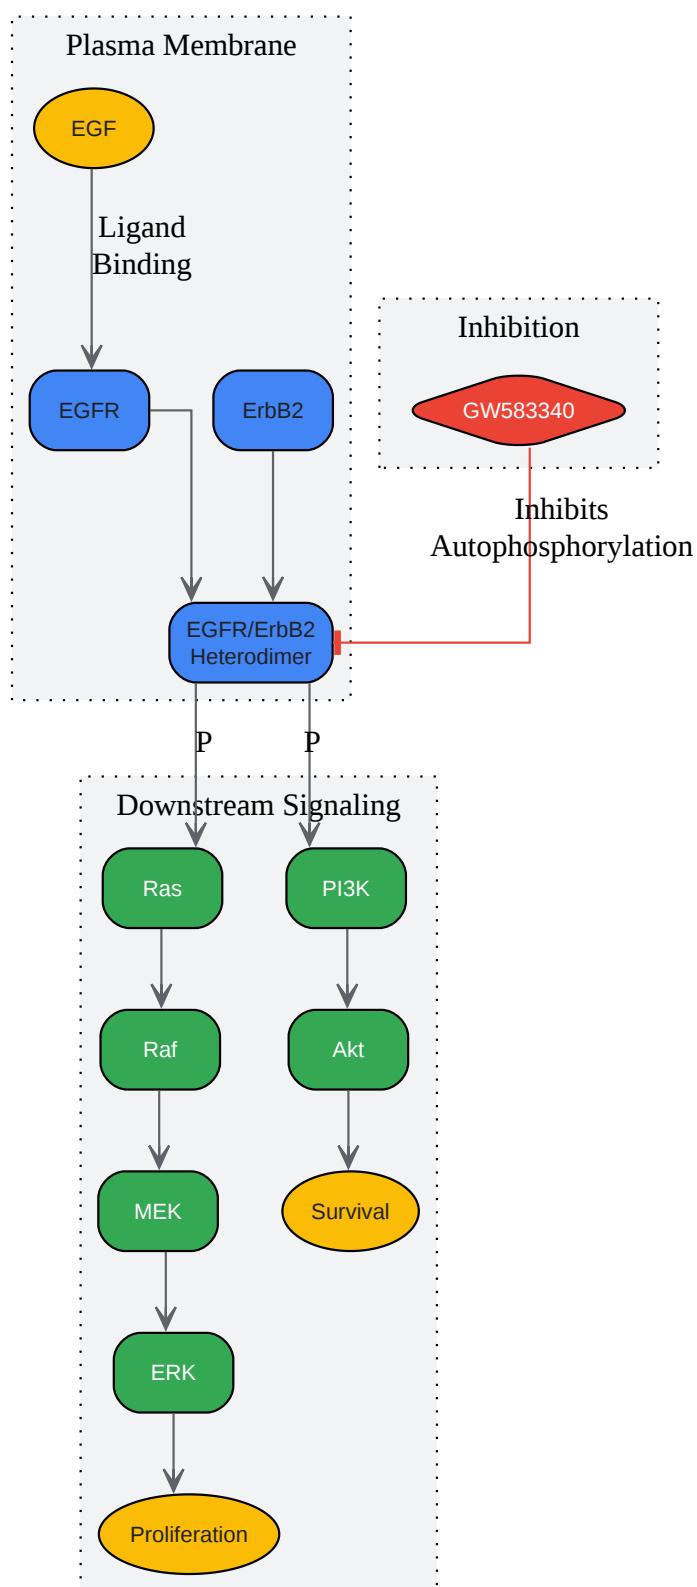 Plasma Membrane
EGF
Ligand
Binding
Inhibition
EGFR
ErbB2
GW583340
Inhibits
Autophosphorylation
EGFR/ErbB2
Heterodimer
P
P
Downstream Signaling
Ras
PI3K
Raf
Akt
MEK
Survival
ERK
Proliferation